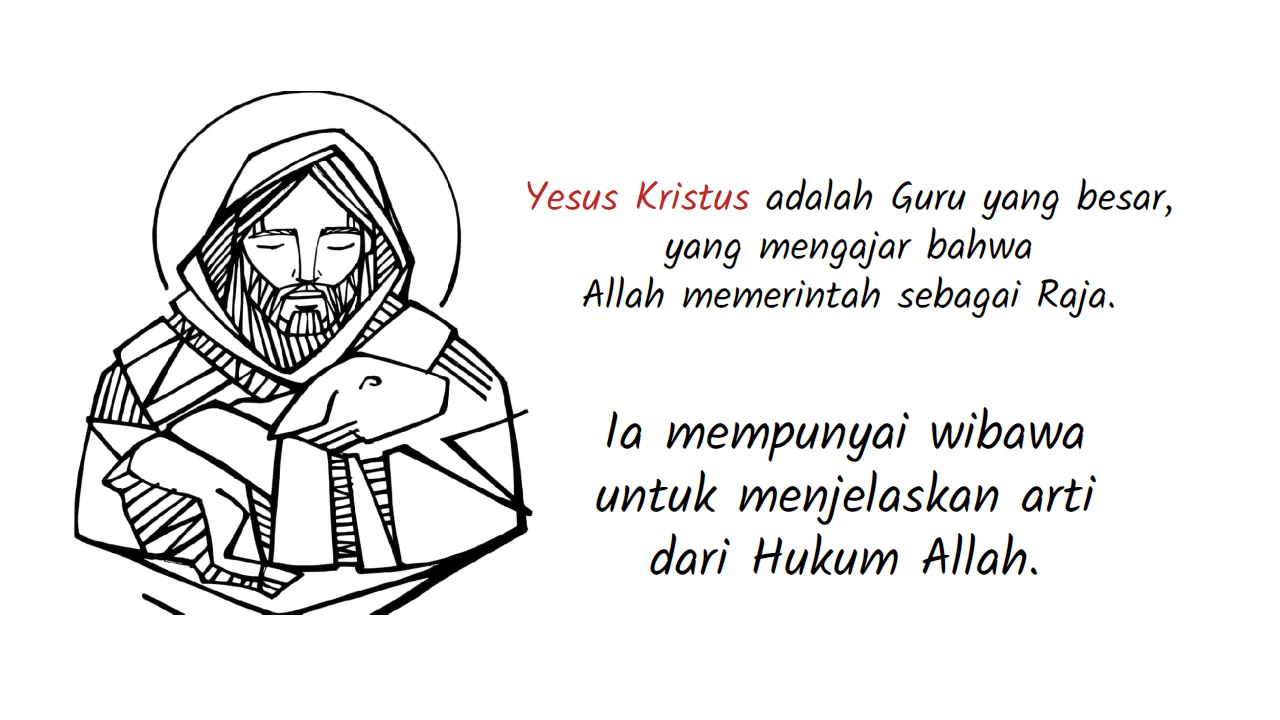 Yesus Kristus adalah Guru yang besar,
yang mengajar bahwa
Allah memerintah sebagai Raja.
Ia mempunyai wibawa
untuk menjelaskan arti
dari Hukum Allah.